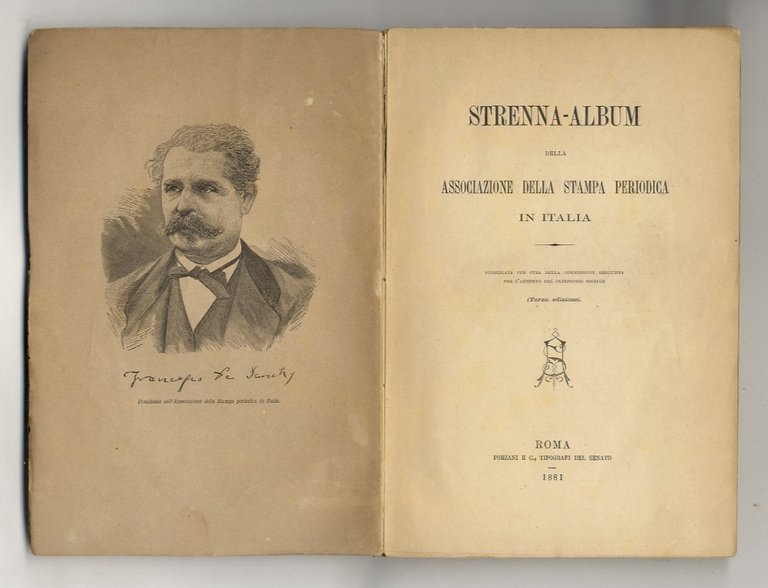 Francesco De Sanctis
Presidente dell'Associazione della Stampa periodica in Italia.
STRENNA-ALBUM
DELLA
ASSOCIAZIONE DELLA STAMPA PERIODICA
IN ITALIA
PUBBLICATA PER CURA DELLA COMMISSIONE ESECUTIVA
PER L'AUMENTO DEL PATRIMONIO SOCIALE
(Terza edizione).
ROMA
FORZANI E C., TIPOGRAFI DEL SENATO
1881